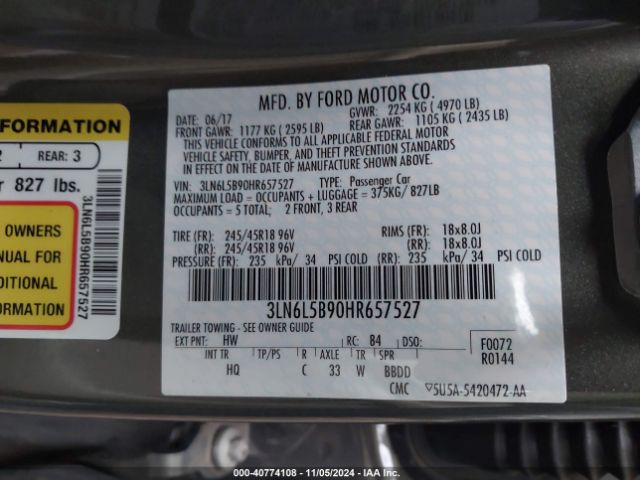 MFD. BY FORD MOTOR CO.
DATE: 06/17 GVWR: 2254 KG ( 4970 LB)
FRONT GAWR: 1177 KG ( 2595 LB) REAR GAWR: 1105 KG ( 2435 LB)
THIS VEHICLE CONFORMS TO ALL APPLICABLE FEDERAL MOTOR
VEHICLE SAFETY, BUMPER, AND THEFT PREVENTION STANDARDS
IN EFFECT ON THE DATE OF MANUFACTURE SHOWN ABOVE.
VIN: 3LN6L5B90HR657527 TYPE: Passenger Car
MAXIMUM LOAD = OCCUPANTS + LUGGAGE = 375KG/ 827LB
OCCUPANTS = 5 TOTAL; 2 FRONT, 3 REAR
TIRE (FR): 245/45R18 96V RIMS (FR): 18x8.0J
(RR): 245/45R18 96V (RR): 18x8.0J
PRESSURE (FR): 235 kPa/ 34 PSI COLD (RR): 235 kPa/ 34 PSI COLD
3LN6L5B90HR657527
TRAILER TOWING - SEE OWNER GUIDE
EXT PNT: HW RC: 84 DSO: F0072
R0144
INT TR TP/PS R AXLE TR SPR
HQ C 33 W BBDD
CMC 5U5A-5420472-AA
FORMATION
2 REAR: 3
r 827 lbs.
OWNERS
ANUAL FOR
DITIONAL
RMATION
3LN6L5B90HR657527
000-40774108 - 11/05/2024 - IAA Inc.